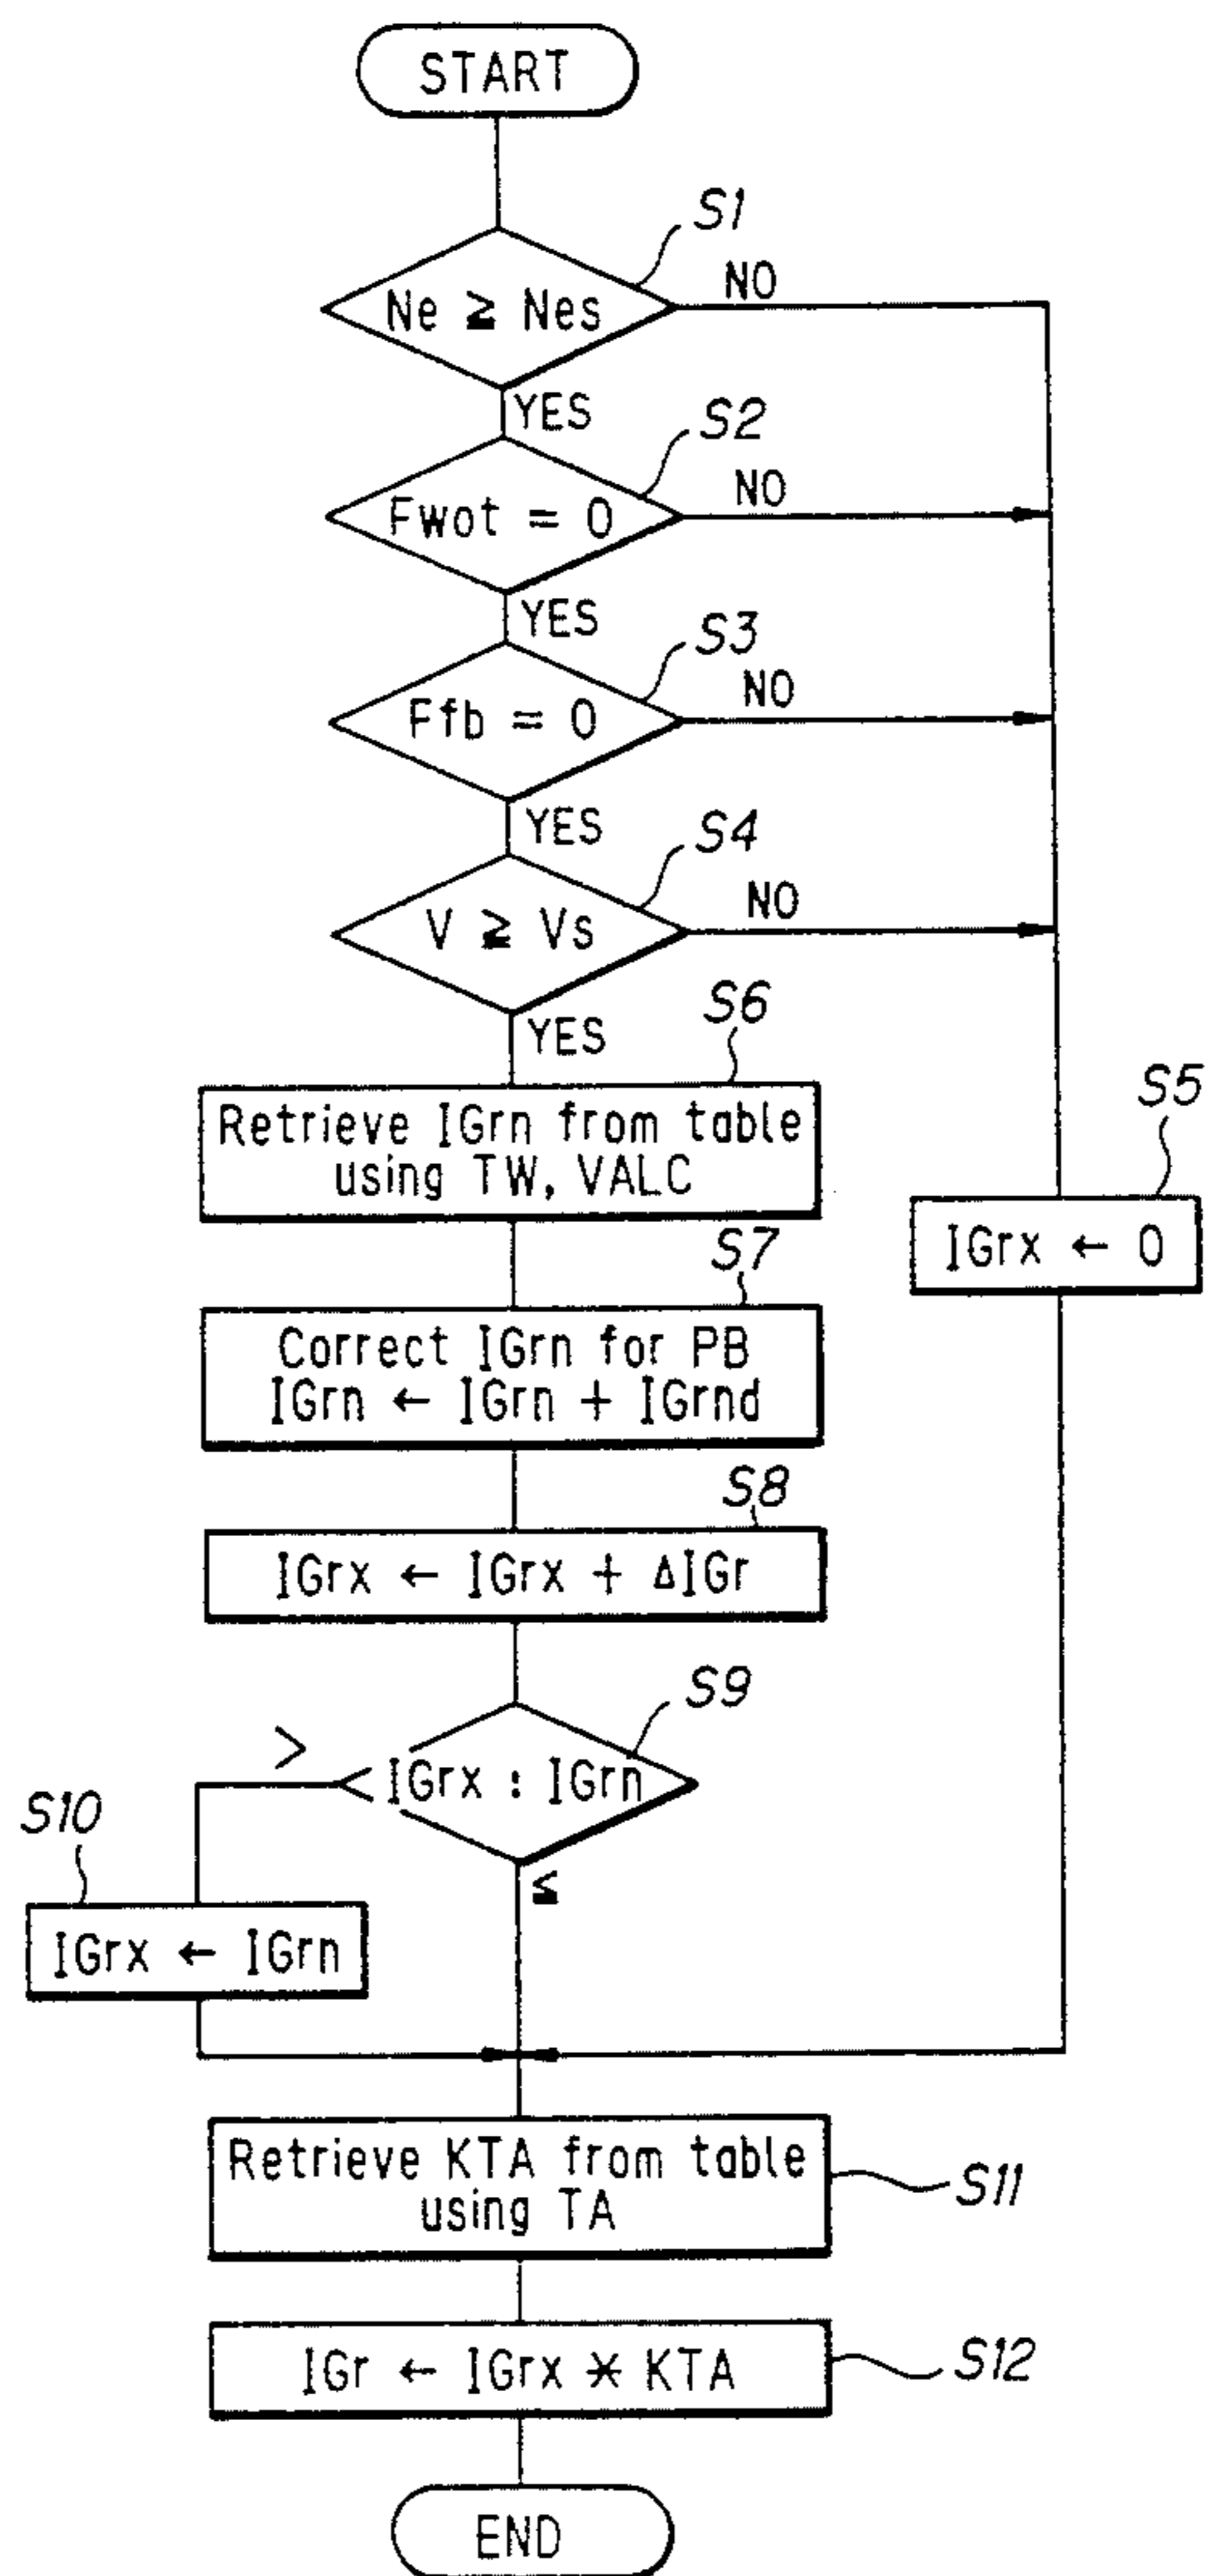 START
S1
Ne ≧ Nes
NO
YES
S2
Fwot = 0
NO
YES
S3
Ffb = 0
NO
YES
S4
V ≧ Vs
NO
YES
S6
Retrieve IGrn from table
using TW, VALC
S5
IGrx ← 0
S7
Correct IGrn for PB
IGrn ← IGrn + IGrnd
S8
IGrx ← IGrx + ΔIGr
S9
>
IGrx : IGrn
≦
S10
IGrx ← IGrn
Retrieve KTA from table
using TA
S11
IGr ← IGrx * KTA
S12
END